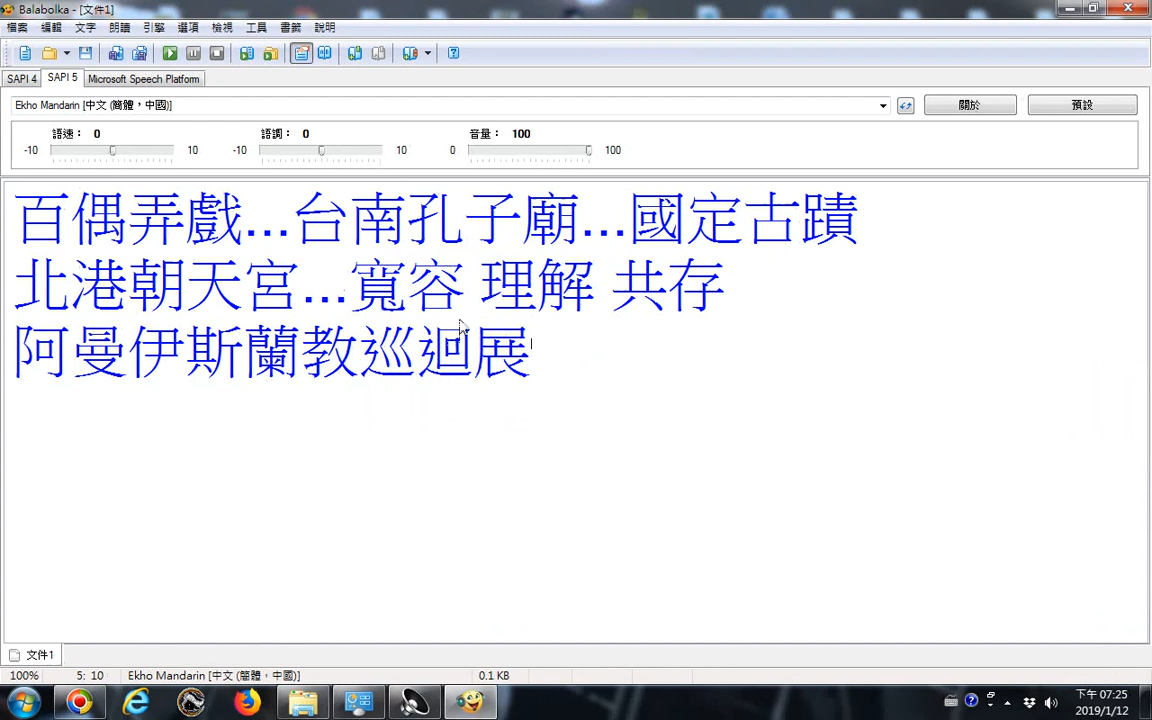 Balabolka - [文件1]
檔案 編輯 文字 朗讀 引擎 選項 檢視 工具 書籤 說明
SAPI 4 SAPI 5 Microsoft Speech Platform
Ekho Mandarin [中文 (簡體，中國)] 關於 預設
語速： 0 語調： 0 音量： 100
-10 10 -10 10 0 100
百偶弄戲...台南孔子廟...國定古蹟
北港朝天宮...寬容 理解 共存
阿曼伊斯蘭教巡迴展
文件1
100% 5: 10 Ekho Mandarin [中文 (簡體，中國)] 0.1 KB
下午 07:25
2019/1/12